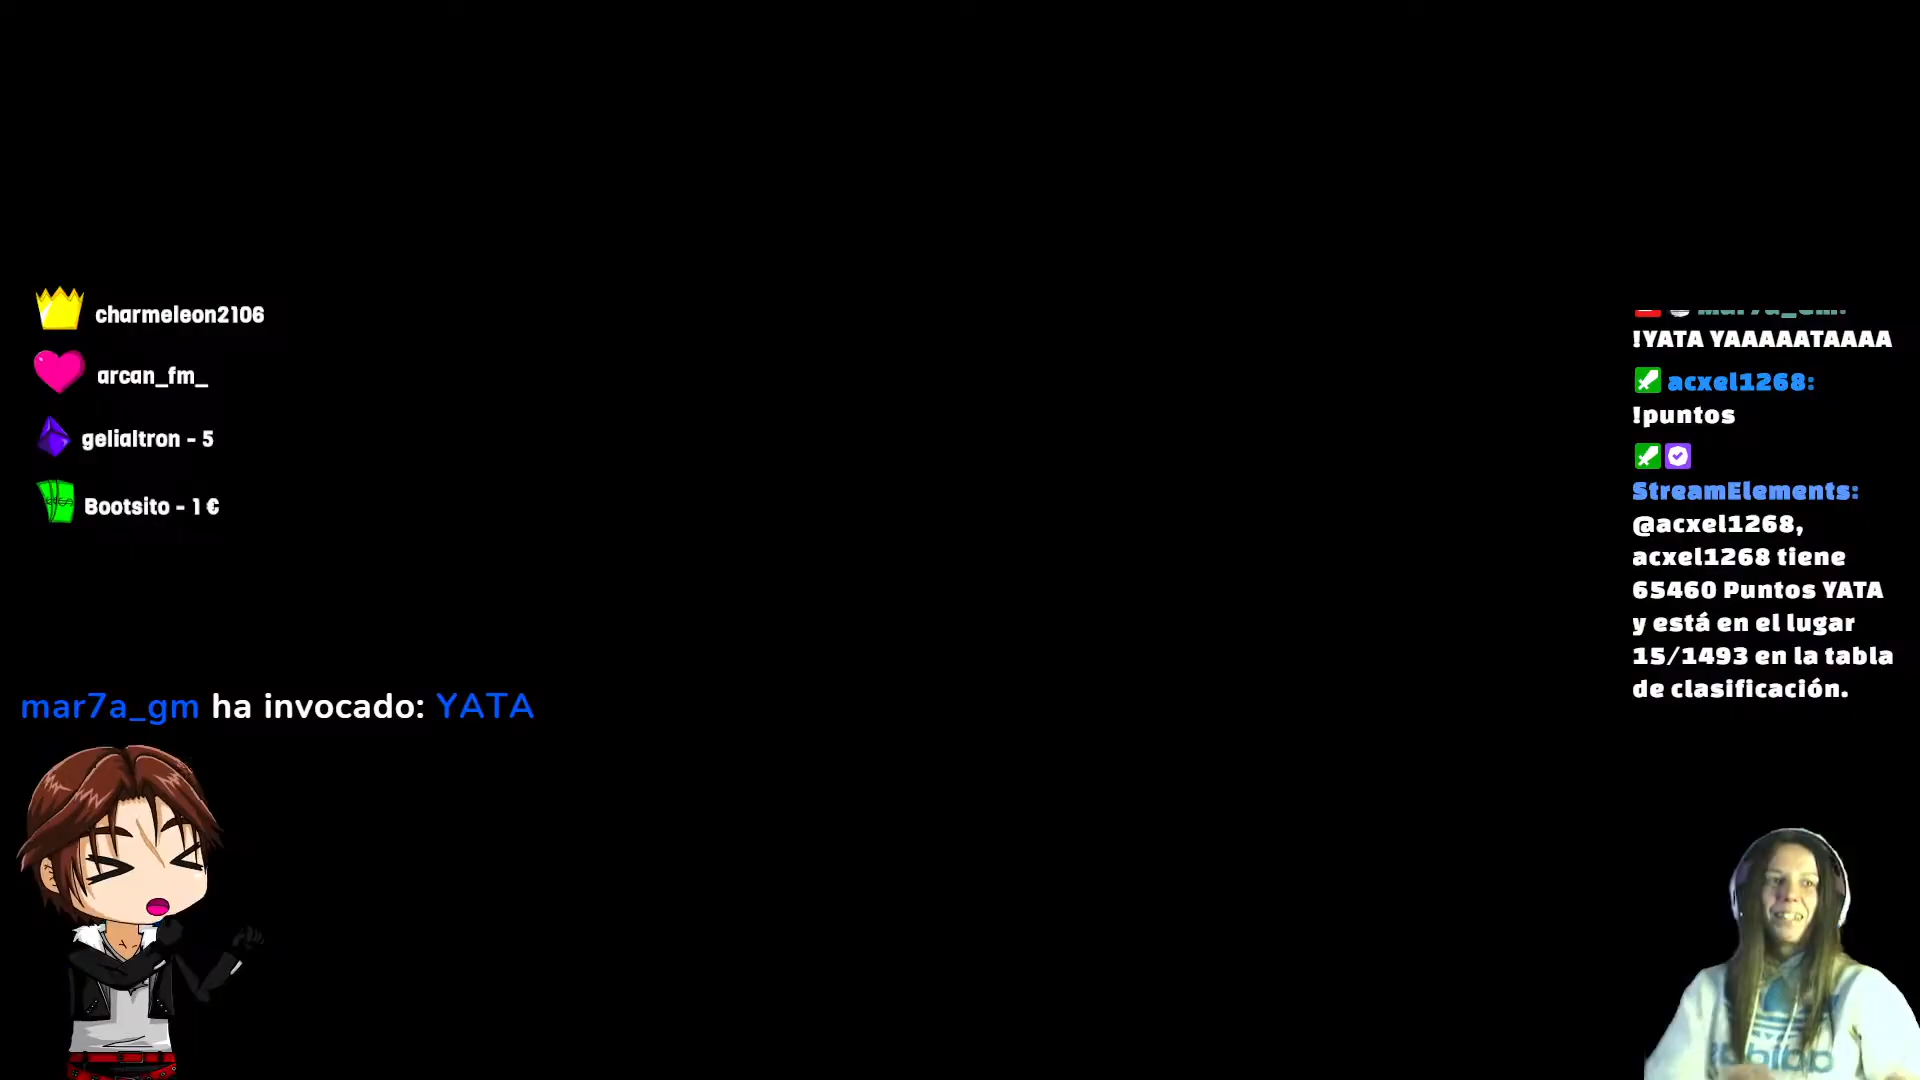 charmeleon2106
arcan_fm_
gelialtron - 5
Bootsito - 1 €
mar7a_gm ha invocado: YATA
mar7a_gm:
!YATA YAAAAATAAAA
acxel1268:
!puntos
StreamElements:
@acxel1268,
acxel1268 tiene
65460 Puntos YATA
y está en el lugar
15/1493 en la tabla
de clasificación.